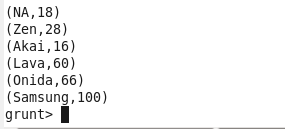 (NA,18)
(Zen,28)
(Akai,16)
(Lava,60)
(Onida,66)
(Samsung,100)
grunt>